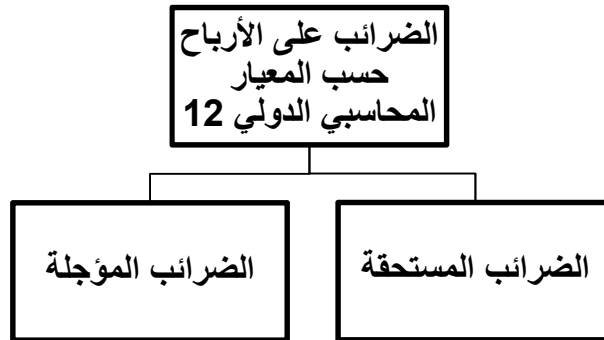 الضرائب على الأرباح
حسب المعيار
المحاسبي الدولي 12
الضرائب المستحقة
الضرائب المؤجلة